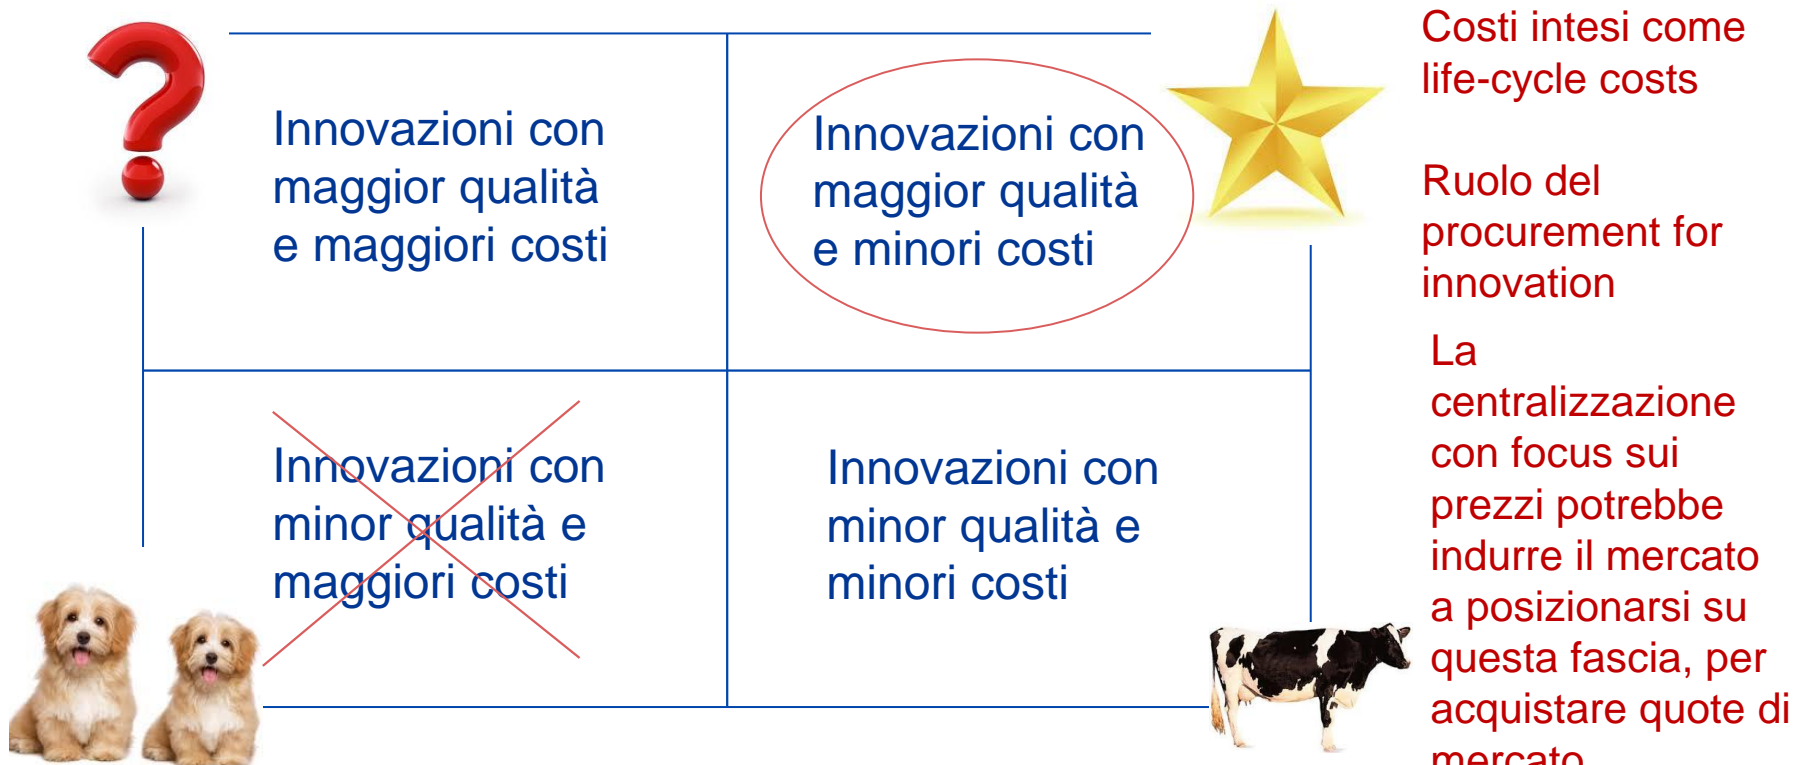 Innovazioni con
maggior qualità
e maggiori costi
Innovazioni con
maggior qualità
e minori costi
Innovazioni con
minor qualità e
maggiori costi
Innovazioni con
minor qualità e
minori costi
Costi intesi come
life-cycle costs
Ruolo del
procurement for
innovation
La
centralizzazione
con focus sui
prezzi potrebbe
indurre il mercato
a posizionarsi su
questa fascia, per
acquistare quote di
mercato